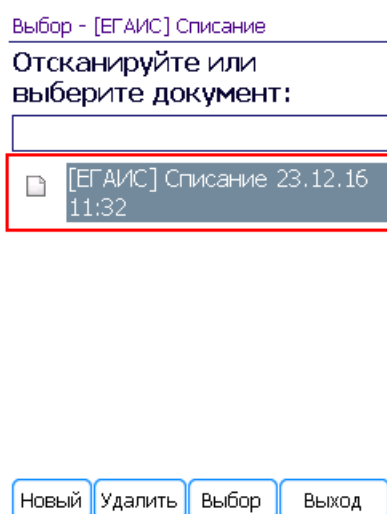 Выбор - [ЕГАИС] Списание
Отсканируйте или
выберите документ:
[ЕГАИС] Списание 23.12.16
11:32
Новый Удалить Выбор Выход